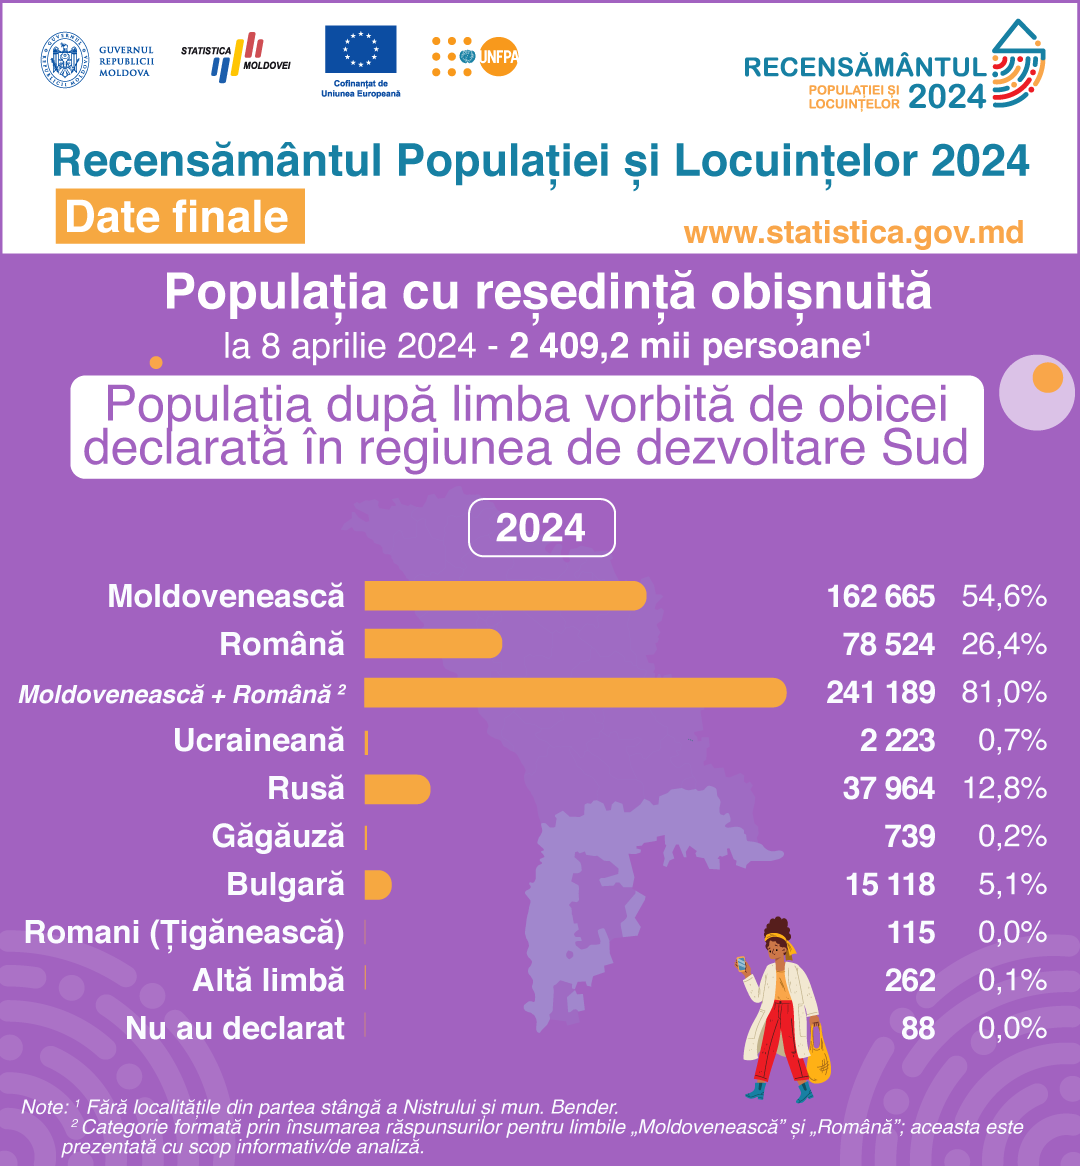 GUVERNUL
REPUBLICII
MOLDOVA
STATISTICA
MOLDOVEI
Cofinanțat de
Uniunea Europeană
UNFPA
RECENSĂMÂNTUL
POPULAȚIEI ȘI
LOCUINȚELOR
2024
Recensământul Populației și Locuințelor 2024
Date finale
www.statistica.gov.md
Populația cu reședință obișnuită
la 8 aprilie 2024 - 2 409,2 mii persoane¹
Populația după limba vorbită de obicei
declarată în regiunea de dezvoltare Sud
2024
Moldovenească 162 665 54,6%
Română 78 524 26,4%
Moldovenească + Română ² 241 189 81,0%
Ucraineană 2 223 0,7%
Rusă 37 964 12,8%
Găgăuză 739 0,2%
Bulgară 15 118 5,1%
Romani (Țigănească) 115 0,0%
Altă limbă 262 0,1%
Nu au declarat 88 0,0%
Note: ¹ Fără localitățile din partea stângă a Nistrului și mun. Bender.
² Categorie formată prin însumarea răspunsurilor pentru limbile „Moldovenească” și „Română”; aceasta este
prezentată cu scop informativ/de analiză.